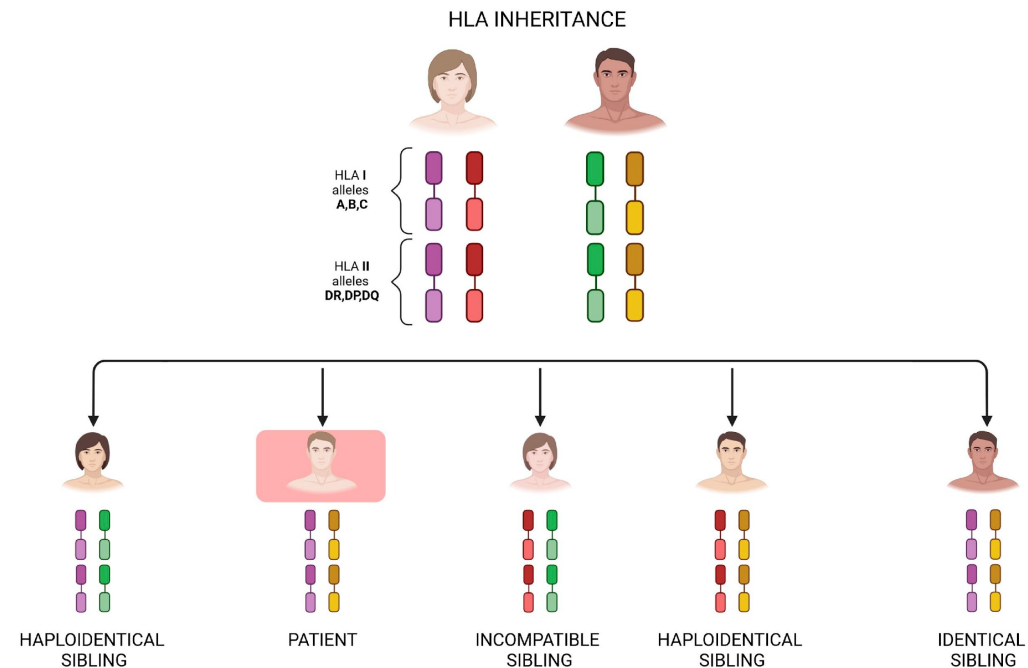 HLA INHERITANCE
HLA I
alleles
A,B,C
HLA II
alleles
DR,DP,DQ
HAPLOIDENTICAL
SIBLING
PATIENT
INCOMPATIBLE
SIBLING
HAPLOIDENTICAL
SIBLING
IDENTICAL
SIBLING